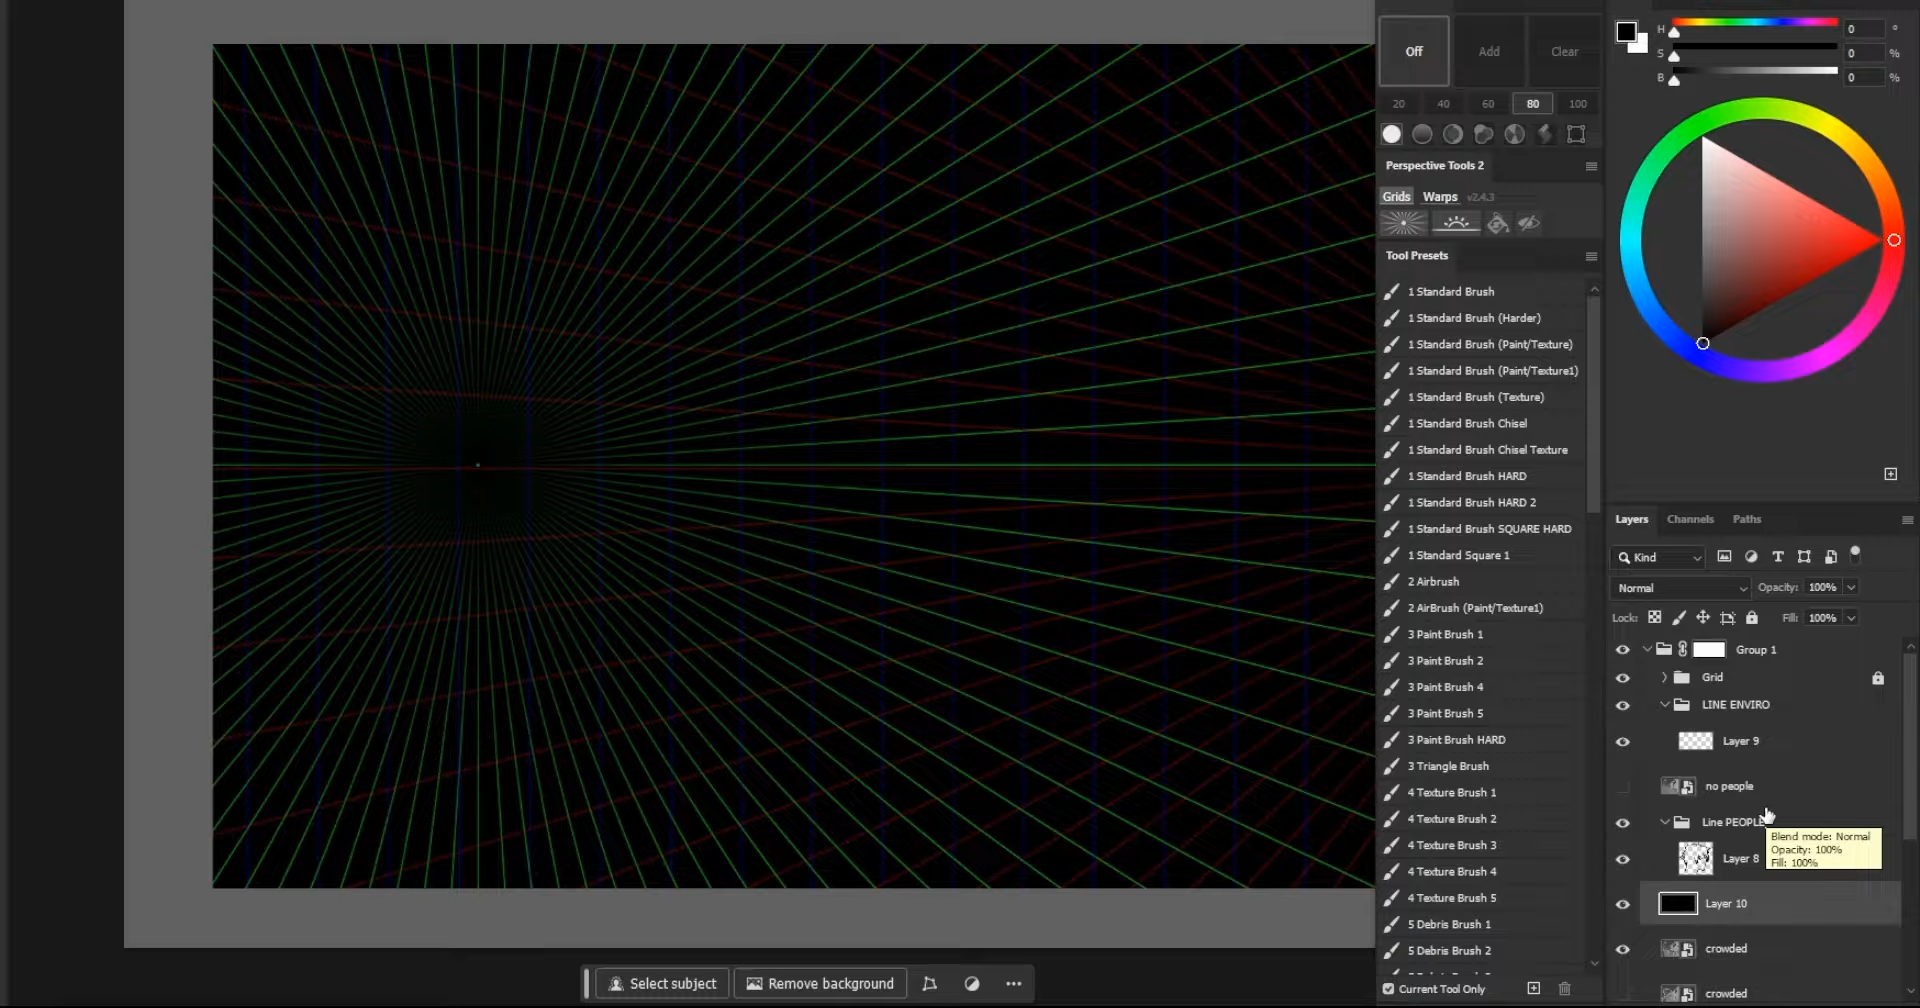 Off Add Clear
20 40 60 80 100
Perspective Tools 2
Grids Warps v2.4.3
Tool Presets
1 Standard Brush
1 Standard Brush (Harder)
1 Standard Brush (Paint/Texture)
1 Standard Brush (Paint/Texture1)
1 Standard Brush (Texture)
1 Standard Brush Chisel
1 Standard Brush Chisel Texture
1 Standard Brush HARD
1 Standard Brush HARD 2
1 Standard Brush SQUARE HARD
1 Standard Square 1
2 Airbrush
2 AirBrush (Paint/Texture1)
3 Paint Brush 1
3 Paint Brush 2
3 Paint Brush 4
3 Paint Brush 5
3 Paint Brush HARD
3 Triangle Brush
4 Texture Brush 1
4 Texture Brush 2
4 Texture Brush 3
4 Texture Brush 4
4 Texture Brush 5
5 Debris Brush 1
5 Debris Brush 2
Current Tool Only
H 0 °
S 0 %
B 0 %
Layers Channels Paths
Kind
Normal Opacity: 100%
Lock: Fill: 100%
Group 1
Grid
LINE ENVIRO
Layer 9
no people
Line PEOPLE
Blend mode: Normal
Opacity: 100%
Fill: 100%
Layer 8
Layer 10
crowded
crowded
Select subject Remove background